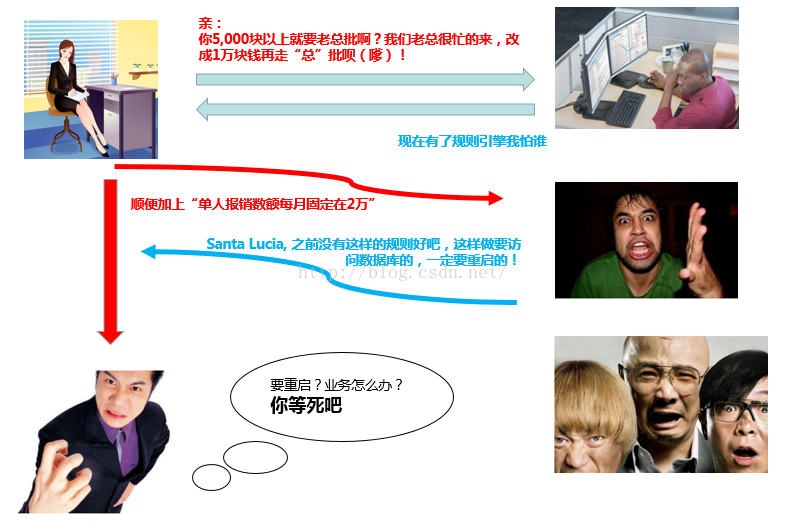 亲：
你5,000块以上就要老总批啊？我们老总很忙的来，改
成1万块钱再走“总”批呗（嗲）！
现在有了规则引擎我怕谁
顺便加上“单人报销数额每月固定在2万”
Santa Lucia, 之前没有这样的规则好吧，这样做要访
问数据库的，一定要重启的！
http://blog.csdn.net/
要重启？业务怎么办？
你等死吧